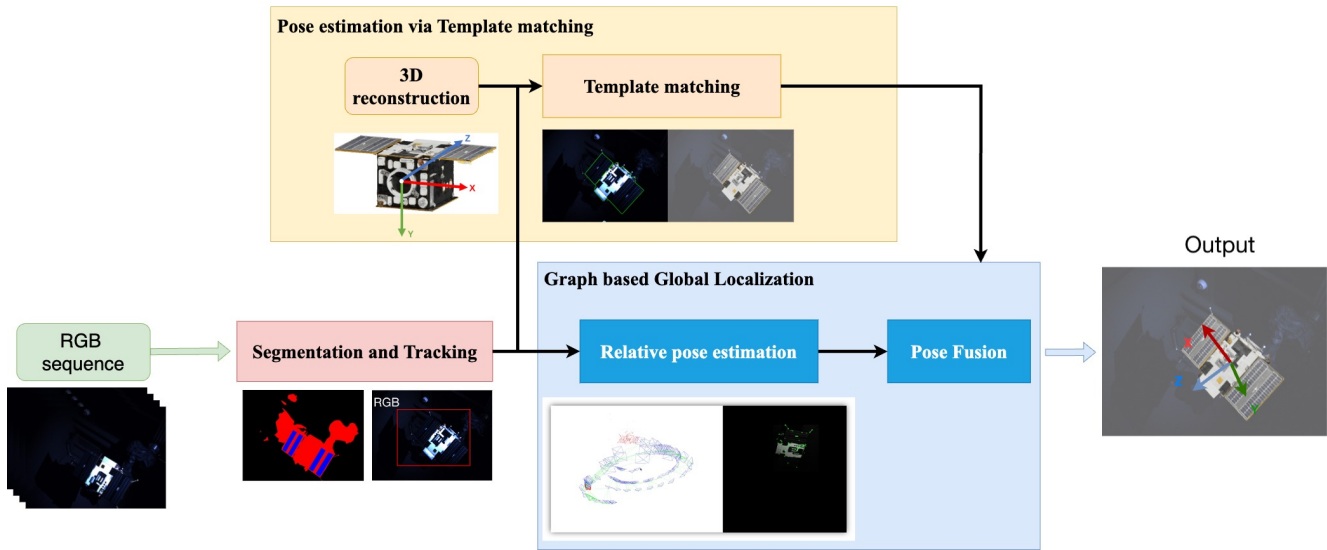 Pose estimation via Template matching
3D
reconstruction
Template matching
Z
X
Y
Output
Graph based Global Localization
RGB
sequence
Segmentation and Tracking
Relative pose estimation
Pose Fusion
RGB
X